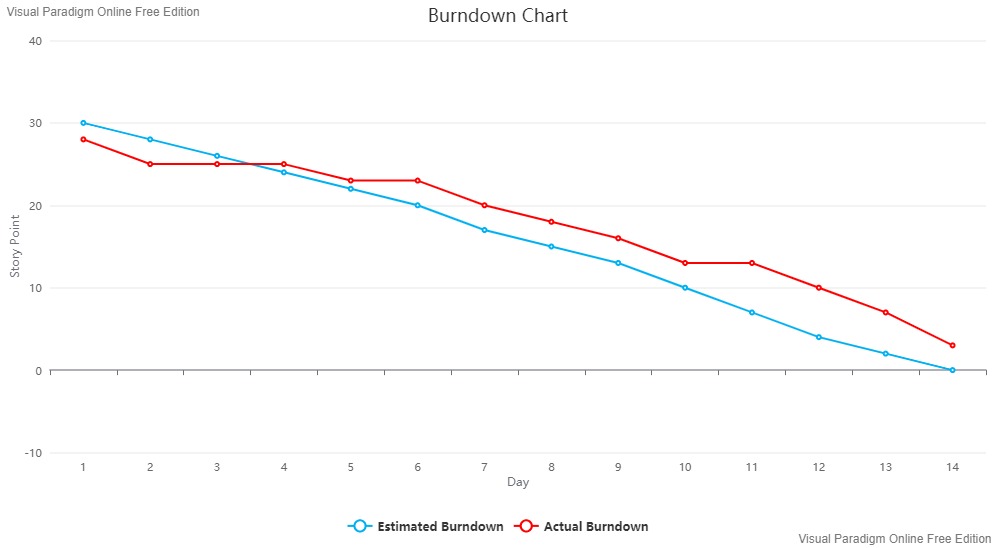 Visual Paradigm Online Free Edition
Burndown Chart
40
30
20
10
0
-10
Story Point
1 2 3 4 5 6 7 8 9 10 11 12 13 14
Day
Estimated Burndown Actual Burndown
Visual Paradigm Online Free Edition